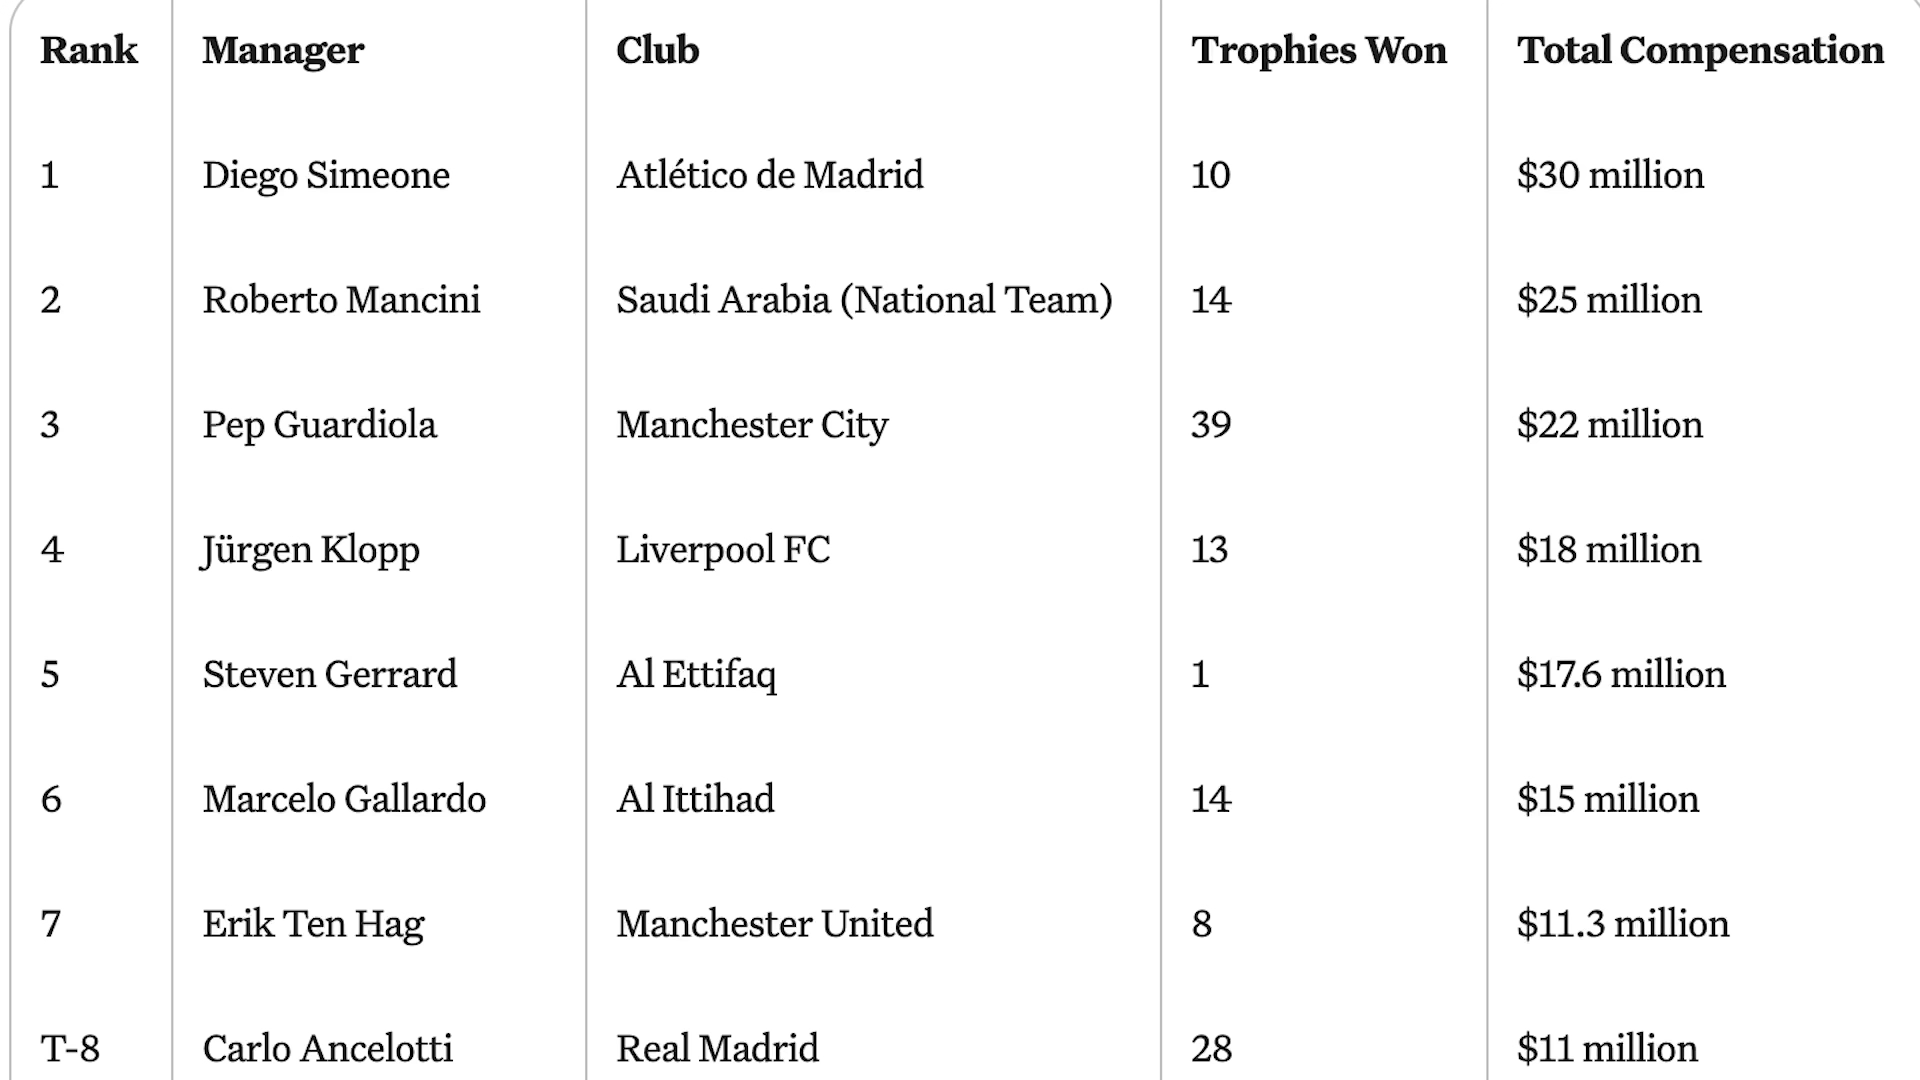 Rank Manager Club Trophies Won Total Compensation
1 Diego Simeone Atlético de Madrid 10 $30 million
2 Roberto Mancini Saudi Arabia (National Team) 14 $25 million
3 Pep Guardiola Manchester City 39 $22 million
4 Jürgen Klopp Liverpool FC 13 $18 million
5 Steven Gerrard Al Ettifaq 1 $17.6 million
6 Marcelo Gallardo Al Ittihad 14 $15 million
7 Erik Ten Hag Manchester United 8 $11.3 million
T-8 Carlo Ancelotti Real Madrid 28 $11 million